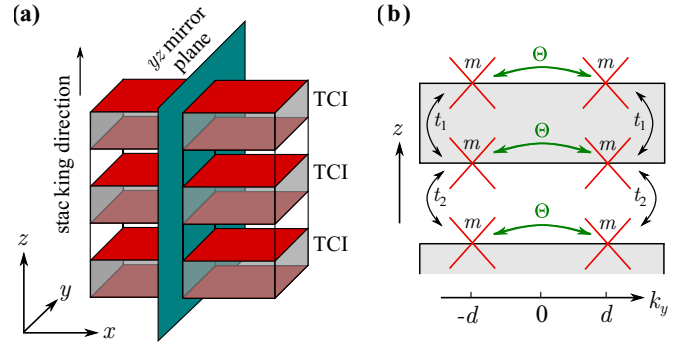 (a)
yz mirror
plane
stacking direction
TCI
TCI
TCI
z
y
x
(b)
m Θ m
t1 t1
z
m Θ m
t2 t2
m Θ m
-d 0 d ky